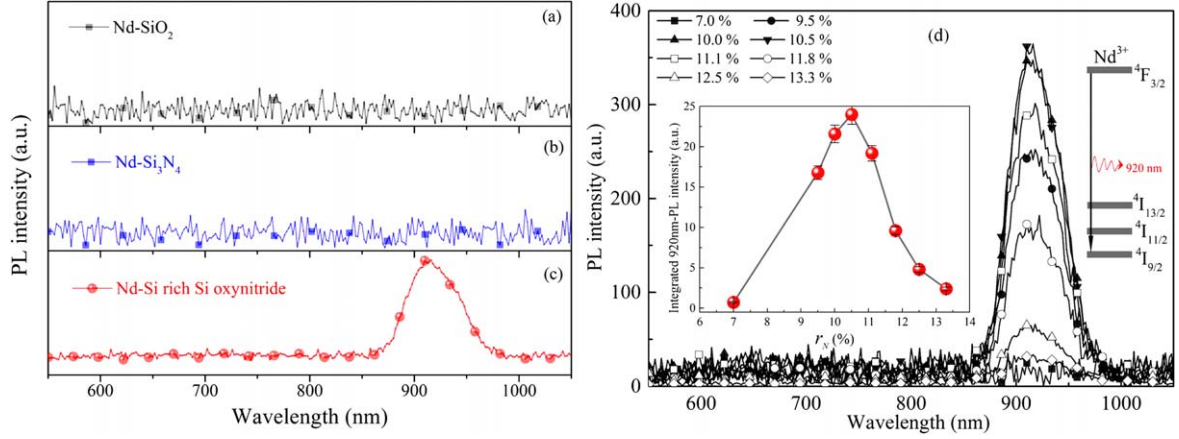 (a)
Nd-SiO₂
(b)
Nd-Si₃N₄
(c)
Nd-Si rich Si oxynitride
PL intensity (a.u.)
600 700 800 900 1000
Wavelength (nm)
400
300
200
100
0
PL intensity (a.u.)
7.0 % 9.5 %
10.0 % 10.5 %
11.1 % 11.8 %
12.5 % 13.3 %
(d)
Nd³⁺
⁴F₃/₂
920 nm
⁴I₁₃/₂
⁴I₁₁/₂
⁴I₉/₂
25
20
15
10
5
0
Integrated 920nm-PL intensity (a.u.)
6 7 8 9 10 11 12 13 14
r_N (%)
600 700 800 900 1000
Wavelength (nm)